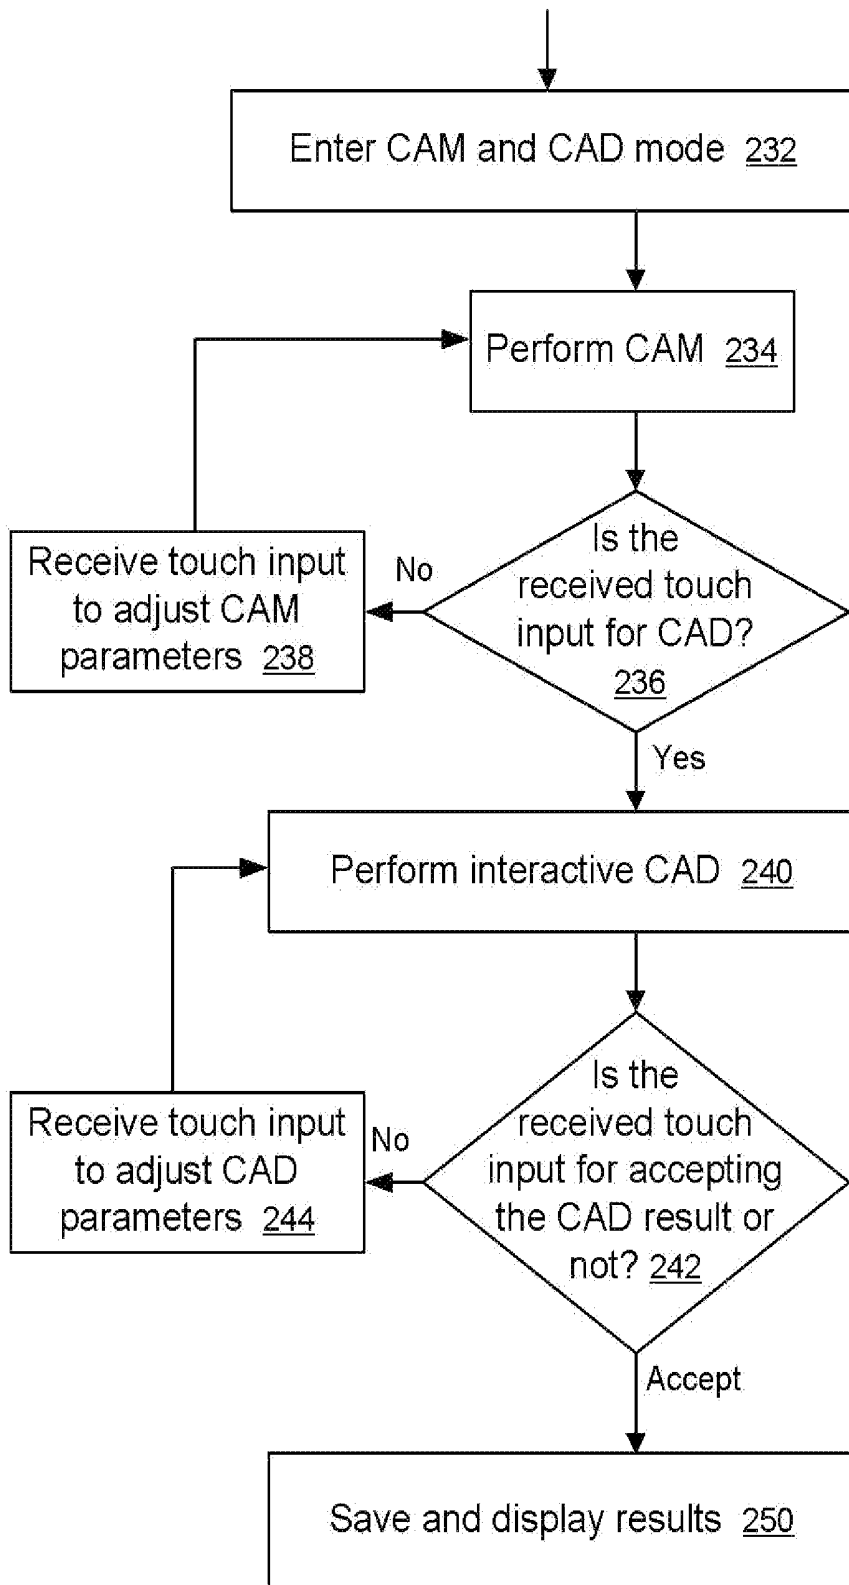 Enter CAM and CAD mode 232
Perform CAM 234
Is the
received touch
input for CAD?
236
No
Receive touch input
to adjust CAM
parameters 238
Yes
Perform interactive CAD 240
Is the
received touch
input for accepting
the CAD result or
not? 242
No
Receive touch input
to adjust CAD
parameters 244
Accept
Save and display results 250